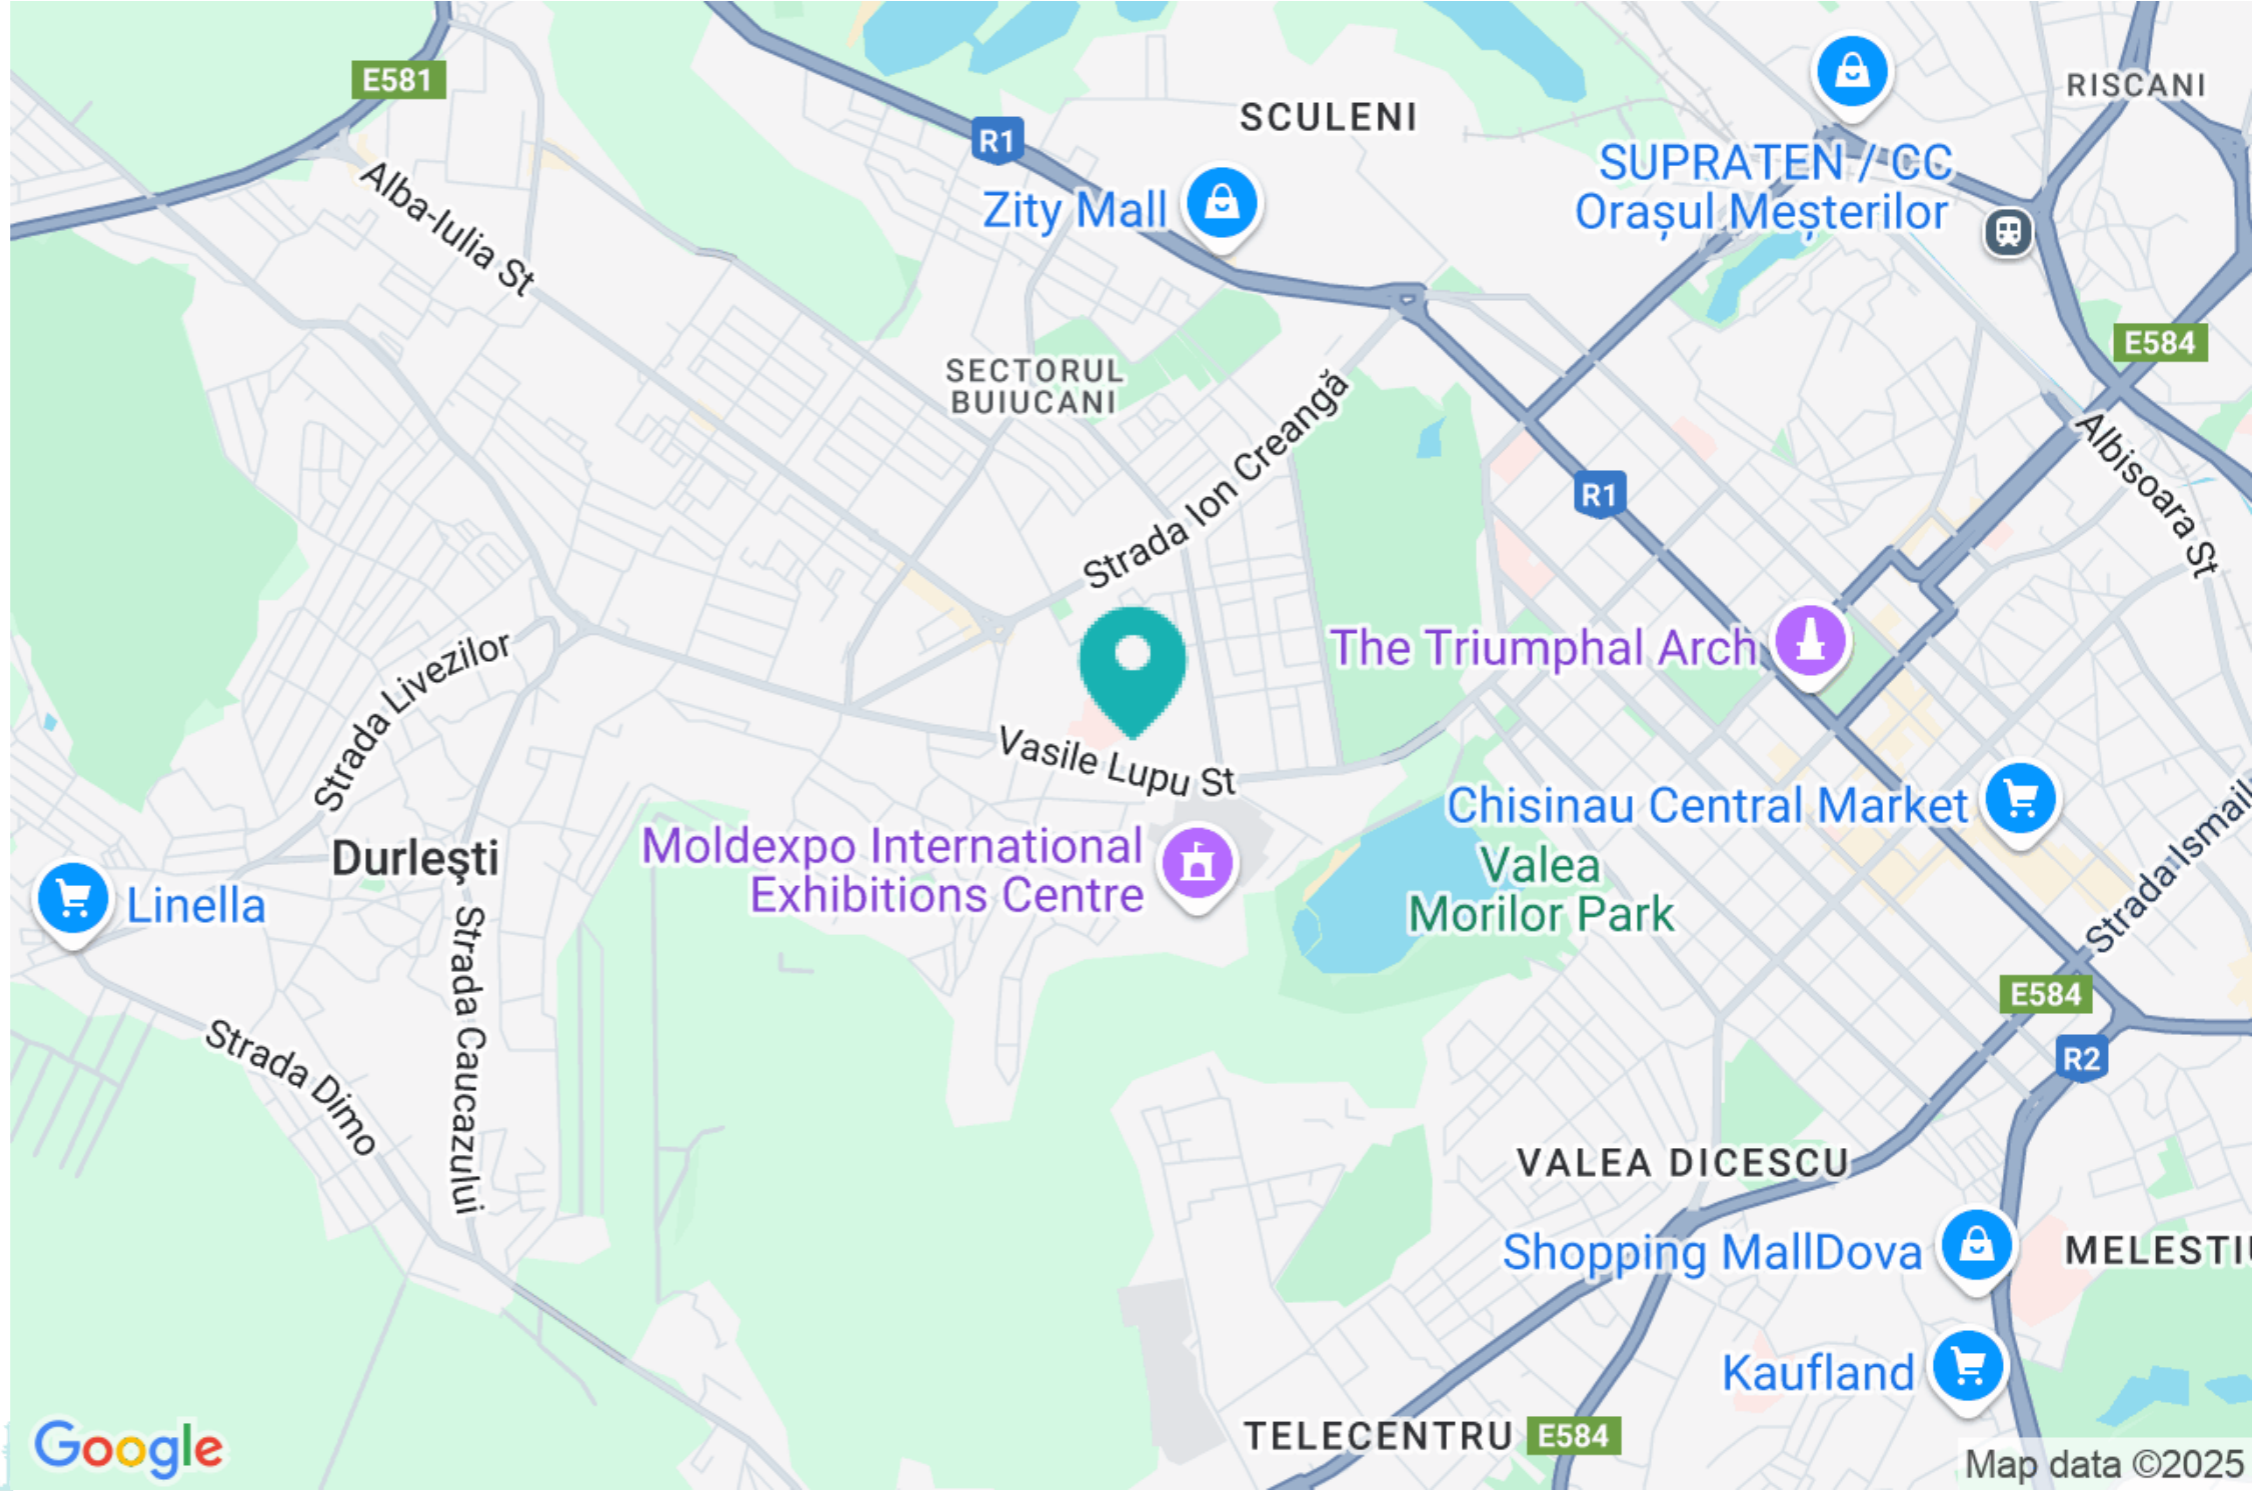 E581
RISCANI
SCULENI
R1
SUPRATEN / CC
Orașul Meșterilor
Alba-Iulia St
Zity Mall
E584
SECTORUL
BUIUCANI
Strada Ion Creangă
Albisoara St
R1
Strada Livezilor
The Triumphal Arch
Vasile Lupu St
Chisinau Central Market
Strada Ismail
Moldexpo International
Exhibitions Centre
Durleşti
Valea
Morilor Park
Linella
Strada Caucazului
E584
Strada Dimo
R2
VALEA DICESCU
Shopping MallDova
MELESTIU
Kaufland
TELECENTRU
E584
Google
Map data ©2025